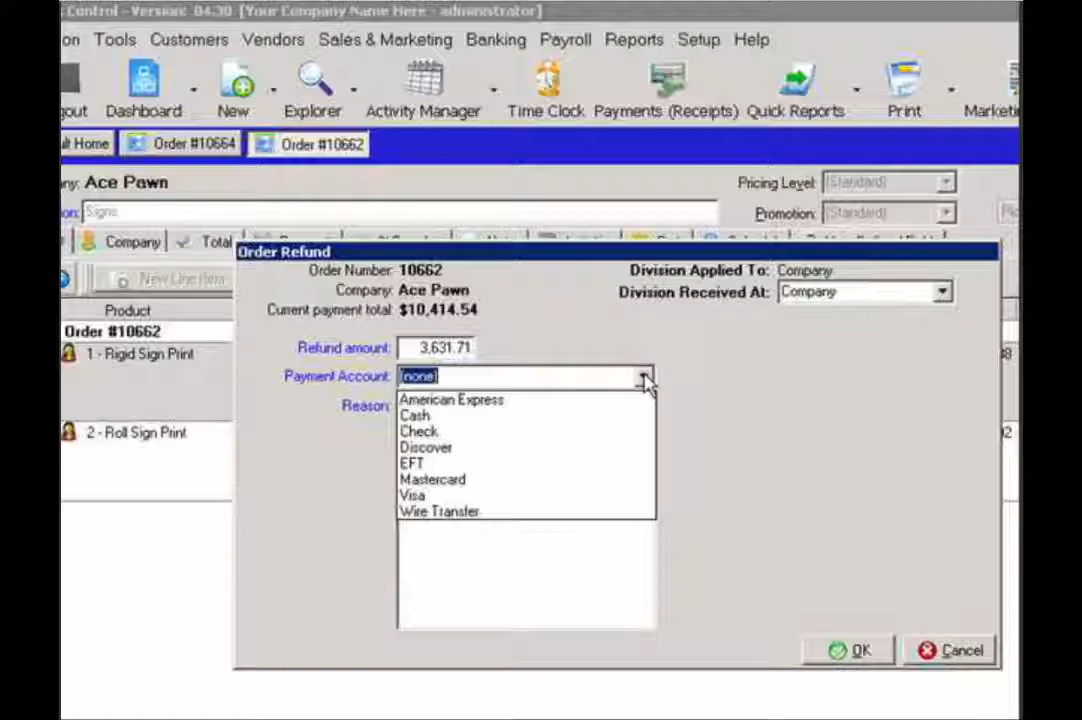 Control - Version: 04.30 [Your Company Name Here - administrator]
on Tools Customers Vendors Sales & Marketing Banking Payroll Reports Setup Help
gout Dashboard New Explorer Activity Manager Time Clock Payments (Receipts) Quick Reports Print Marketi
ult Home Order #10664 Order #10662
ny: Ace Pawn Pricing Level: (Standard)
on: Signs Promotion: (Standard)
Company Total
Order Refund
New Line Item
Order Number: 10662 Division Applied To: Company
Company: Ace Pawn Division Received At: Company
Current payment total: $10,414.54
Product
Order #10662
1 - Rigid Sign Print
2 - Roll Sign Print
Refund amount: 3,631.71
Payment Account: [none]
Reason:
American Express
Cash
Check
Discover
EFT
Mastercard
Visa
Wire Transfer
OK Cancel